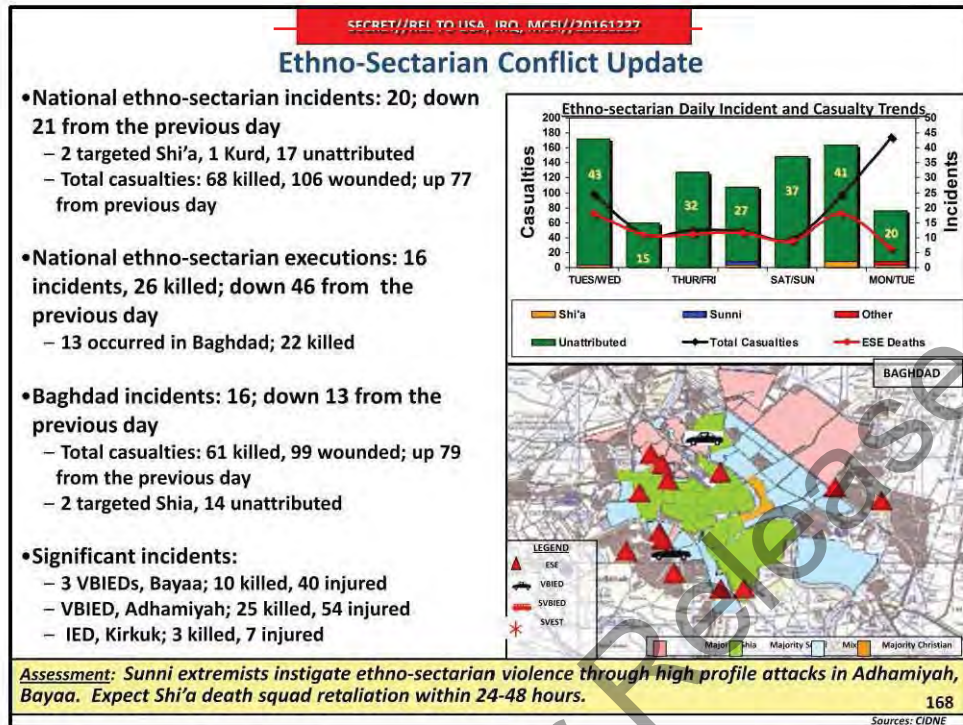 SECRET//REL TO USA, IRQ, MCFI//20161227
Ethno-Sectarian Conflict Update
•National ethno-sectarian incidents: 20; down
21 from the previous day
– 2 targeted Shi'a, 1 Kurd, 17 unattributed
– Total casualties: 68 killed, 106 wounded; up 77
from previous day
•National ethno-sectarian executions: 16
incidents, 26 killed; down 46 from the
previous day
– 13 occurred in Baghdad; 22 killed
•Baghdad incidents: 16; down 13 from the
previous day
– Total casualties: 61 killed, 99 wounded; up 79
from the previous day
– 2 targeted Shia, 14 unattributed
•Significant incidents:
– 3 VBIEDs, Bayaa; 10 killed, 40 injured
– VBIED, Adhamiyah; 25 killed, 54 injured
– IED, Kirkuk; 3 killed, 7 injured
Ethno-sectarian Daily Incident and Casualty Trends
Casualties
200
180
160
140
120
100
80
60
40
20
0
43
15
32
27
37
41
20
50
45
40
35
30
25
20
15
10
5
0
Incidents
TUES/WED THUR/FRI SAT/SUN MON/TUE
Shi'a Sunni Other
Unattributed Total Casualties ESE Deaths
BAGHDAD
LEGEND
ESE
VBIED
SVBIED
SVEST
Majority Christian
Assessment: Sunni extremists instigate ethno-sectarian violence through high profile attacks in Adhamiyah,
Bayaa. Expect Shi'a death squad retaliation within 24-48 hours.
168
Sources: CIDNE
Release